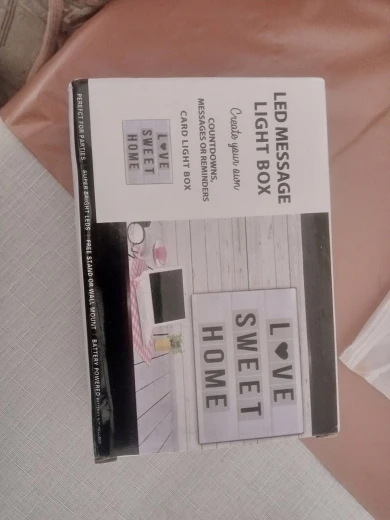 LED MESSAGE
LIGHT BOX
Create your own
COUNTDOWNS,
MESSAGES OR REMINDERS
CARD LIGHT BOX
L♥VE
SWEET
HOME
L♥VE
SWEET
HOME
PERFECT FOR PARTIES SUPER BRIGHT LEDS FREE STAND OR WALL MOUNT BATTERY POWERED